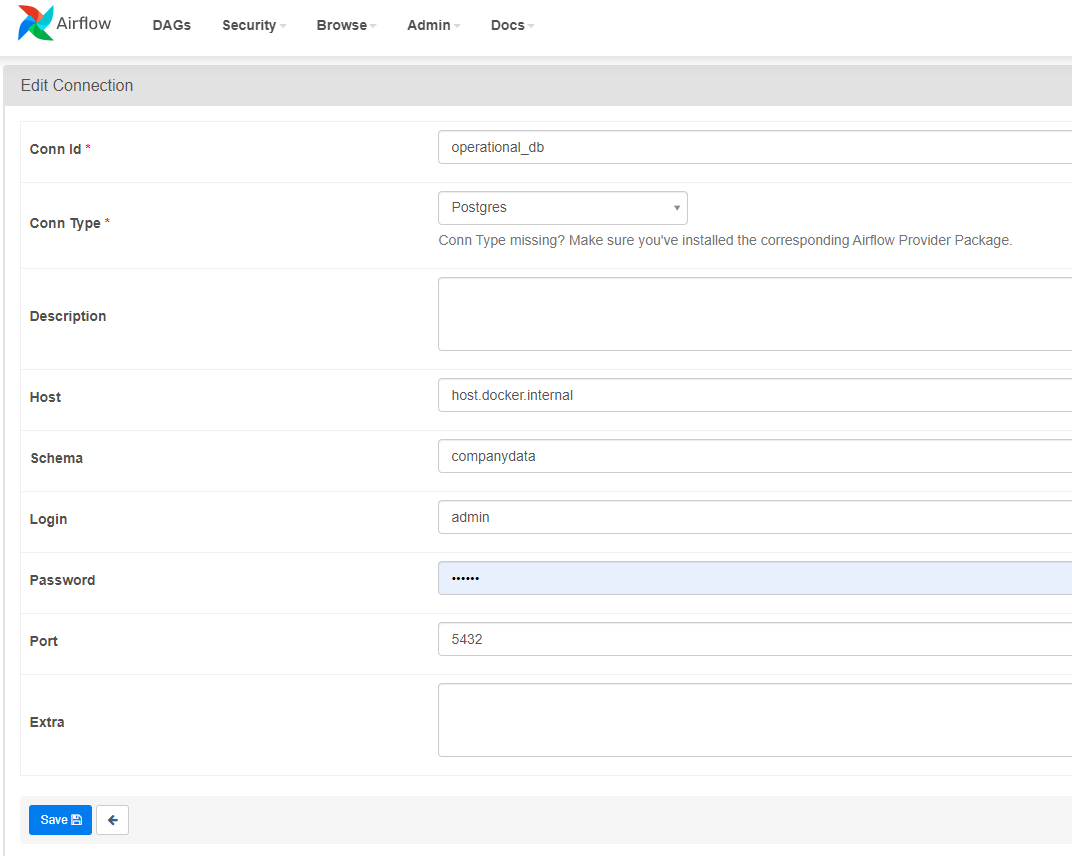 Airflow DAGs Security Browse Admin Docs
Edit Connection
Conn Id * operational_db
Conn Type * Postgres
Conn Type missing? Make sure you've installed the corresponding Airflow Provider Package.
Description
Host host.docker.internal
Schema companydata
Login admin
Password ••••••
Port 5432
Extra
Save